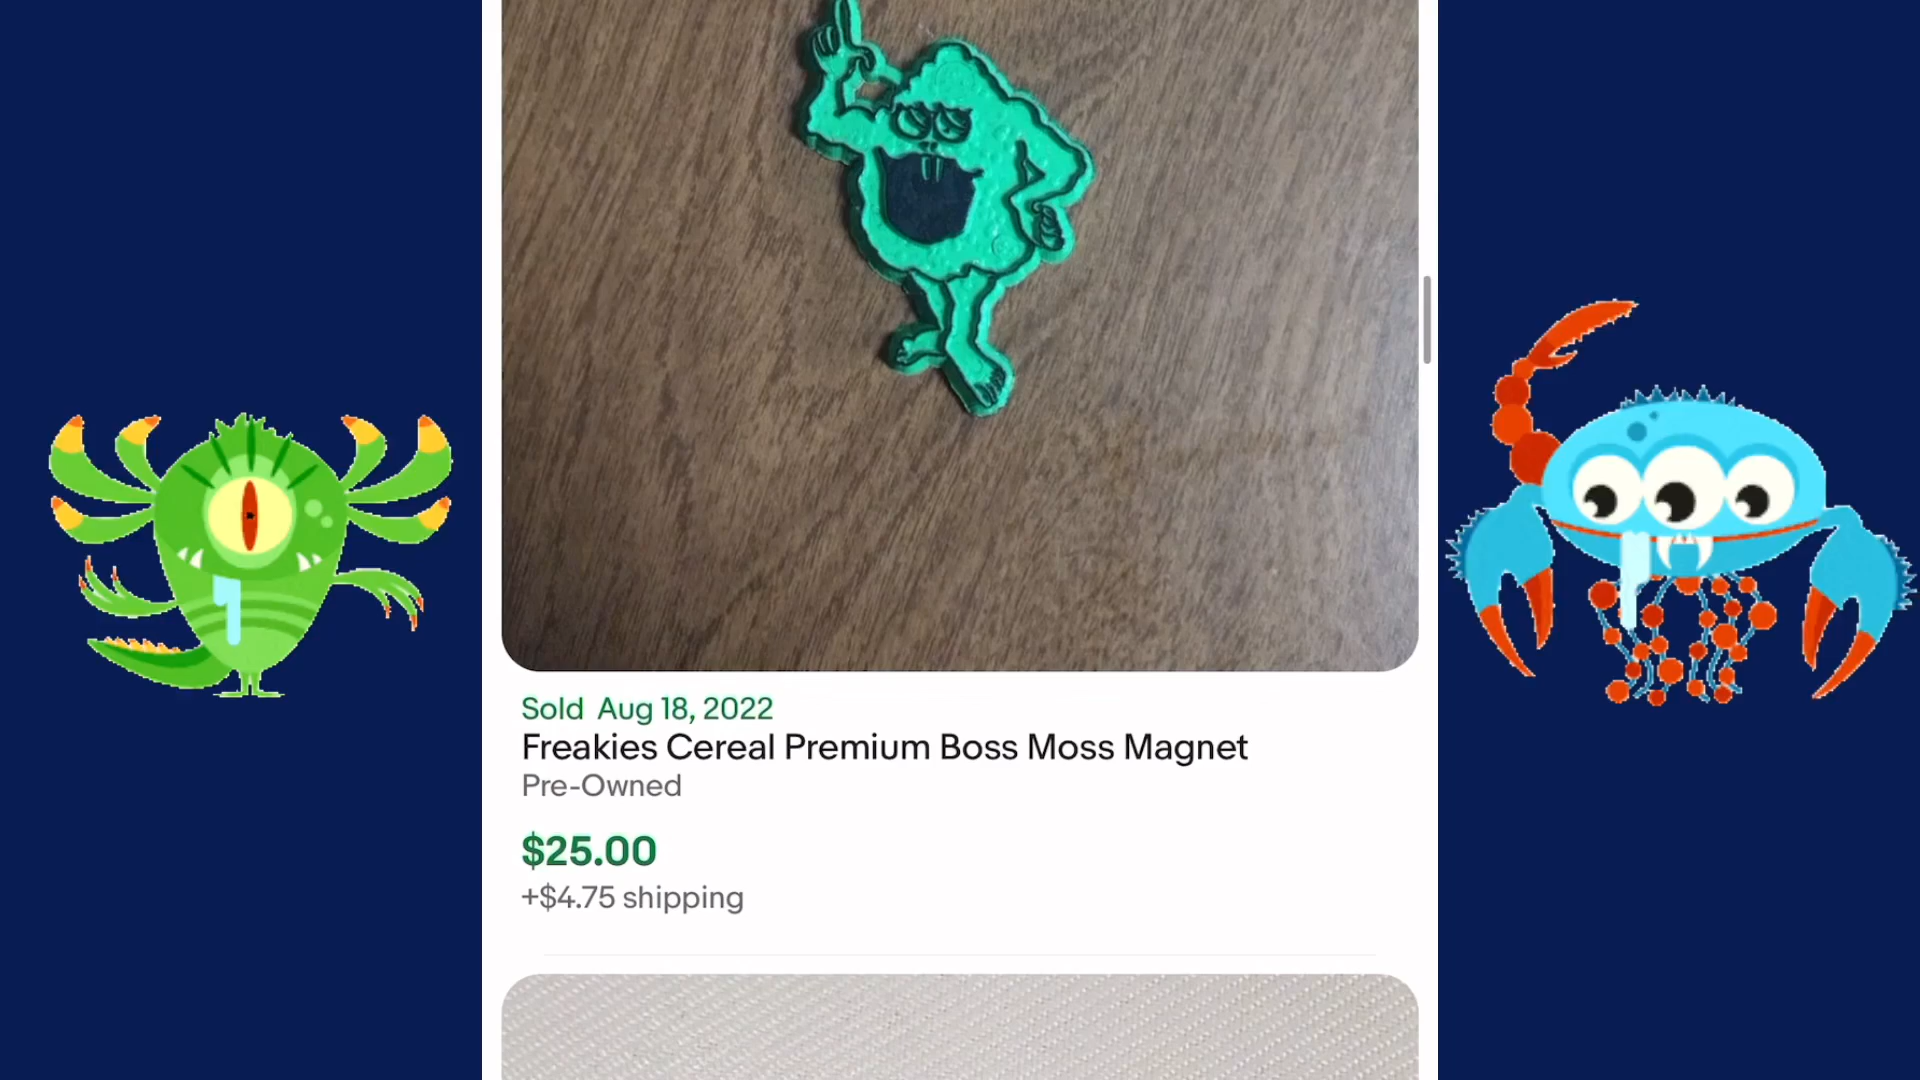 Sold Aug 18, 2022
Freakies Cereal Premium Boss Moss Magnet
Pre-Owned
$25.00
+$4.75 shipping